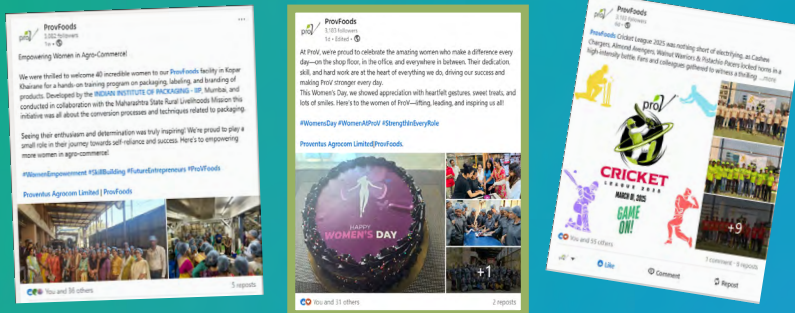 ProvFoods
3,082 followers
1w • 
Empowering Women in Agro-Commerce!
We were thrilled to welcome 40 incredible women to our ProvFoods facility in Kopar
Khairane for a hands-on training program on packaging, labeling, and branding of
products. Developed by the INDIAN INSTITUTE OF PACKAGING - IIP, Mumbai, and
conducted in collaboration with the Maharashtra State Rural Livelihoods Mission this
initiative was all about the conversion processes and techniques related to packaging.
Seeing their enthusiasm and determination was truly inspiring! We're proud to play a
small role in their journey towards self-reliance and success. Here's to empowering
more women in agro-commerce!
#WomenEmpowerment #SkillBuilding #FutureEntrepreneurs #ProVFoods
Proventus Agrocom Limited | ProvFoods
You and 36 others
5 reposts
proV
ProvFoods
3,103 followers
1d • Edited •
At ProV, we're proud to celebrate the amazing women who make a difference every
day—on the shop floor, in the office, and everywhere in between. Their dedication,
skill, and hard work are at the heart of everything we do, driving our success and
making ProV stronger every day.
This Women's Day, we showed appreciation with heartfelt gestures, sweet treats, and
lots of smiles. Here's to the women of ProV—lifting, leading, and inspiring us all!
#WomensDay #WomenAtProV #StrengthInEveryRole
Proventus Agrocom Limited|ProvFoods.
HAPPY
WOMEN'S DAY
+1
You and 31 others
2 reposts
proV
ProvFoods
ProvFoods Cricket League 2025 was nothing short of electrifying, as Cashew
Chargers, Almond Avengers, Walnut Warriors & Pistachio Pacers locked horns in a
high-intensity battle. Fans and colleagues gathered to witness a thrilling ...more
proV
CRICKET
LEAGUE 2025
MARCH 01, 2025
GAME
ON!
+9
You and 55 others
1 comment • 9 reposts
Like
Comment
Repost